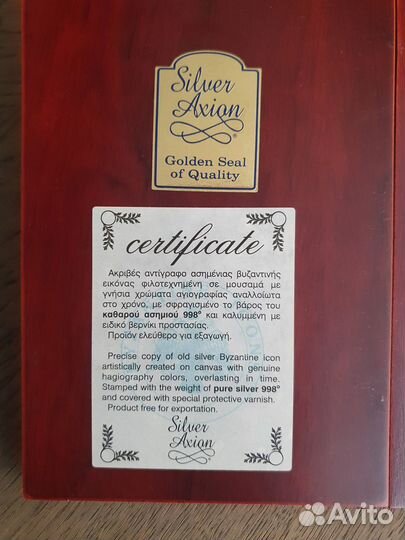 Silver
Axion®
Golden Seal
of Quality
certificate
Ακριβές αντίγραφο ασημένιας βυζαντινής
εικόνας φιλοτεχνημένη σε μουσαμά με
γνήσια χρώματα αγιογραφίας αναλλοίωτα
στο χρόνο, με σφραγισμένο το βάρος του
καθαρού ασημιού 998° και καλυμμένη με
ειδικό βερνίκι προστασίας.
Προϊόν ελεύθερο για εξαγωγή.
Precise copy of old silver Byzantine icon
artistically created on canvas with genuine
hagiography colors, overlasting in time.
Stamped with the weight of pure silver 998°
and covered with special protective varnish.
Product free for exportation.
Silver
Axion®
Avito